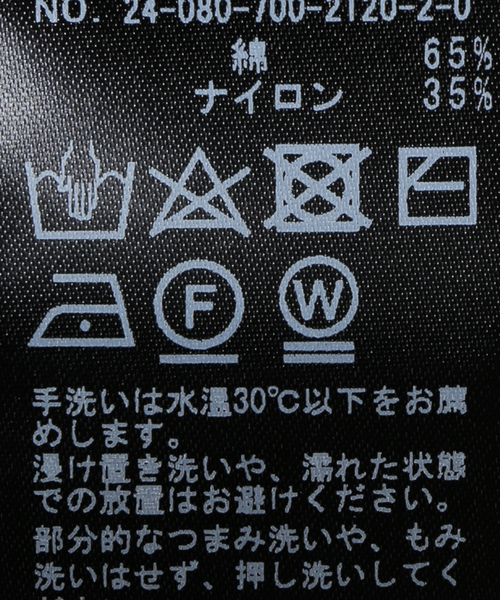 NO. 24-080-700-2120-2-0
綿 65%
ナイロン 35%
F
W
手洗いは水温30℃以下をお薦
めします。
浸け置き洗いや、濡れた状態
での放置はお避けください。
部分的なつまみ洗いや、もみ
洗いはせず、押し洗いしてく